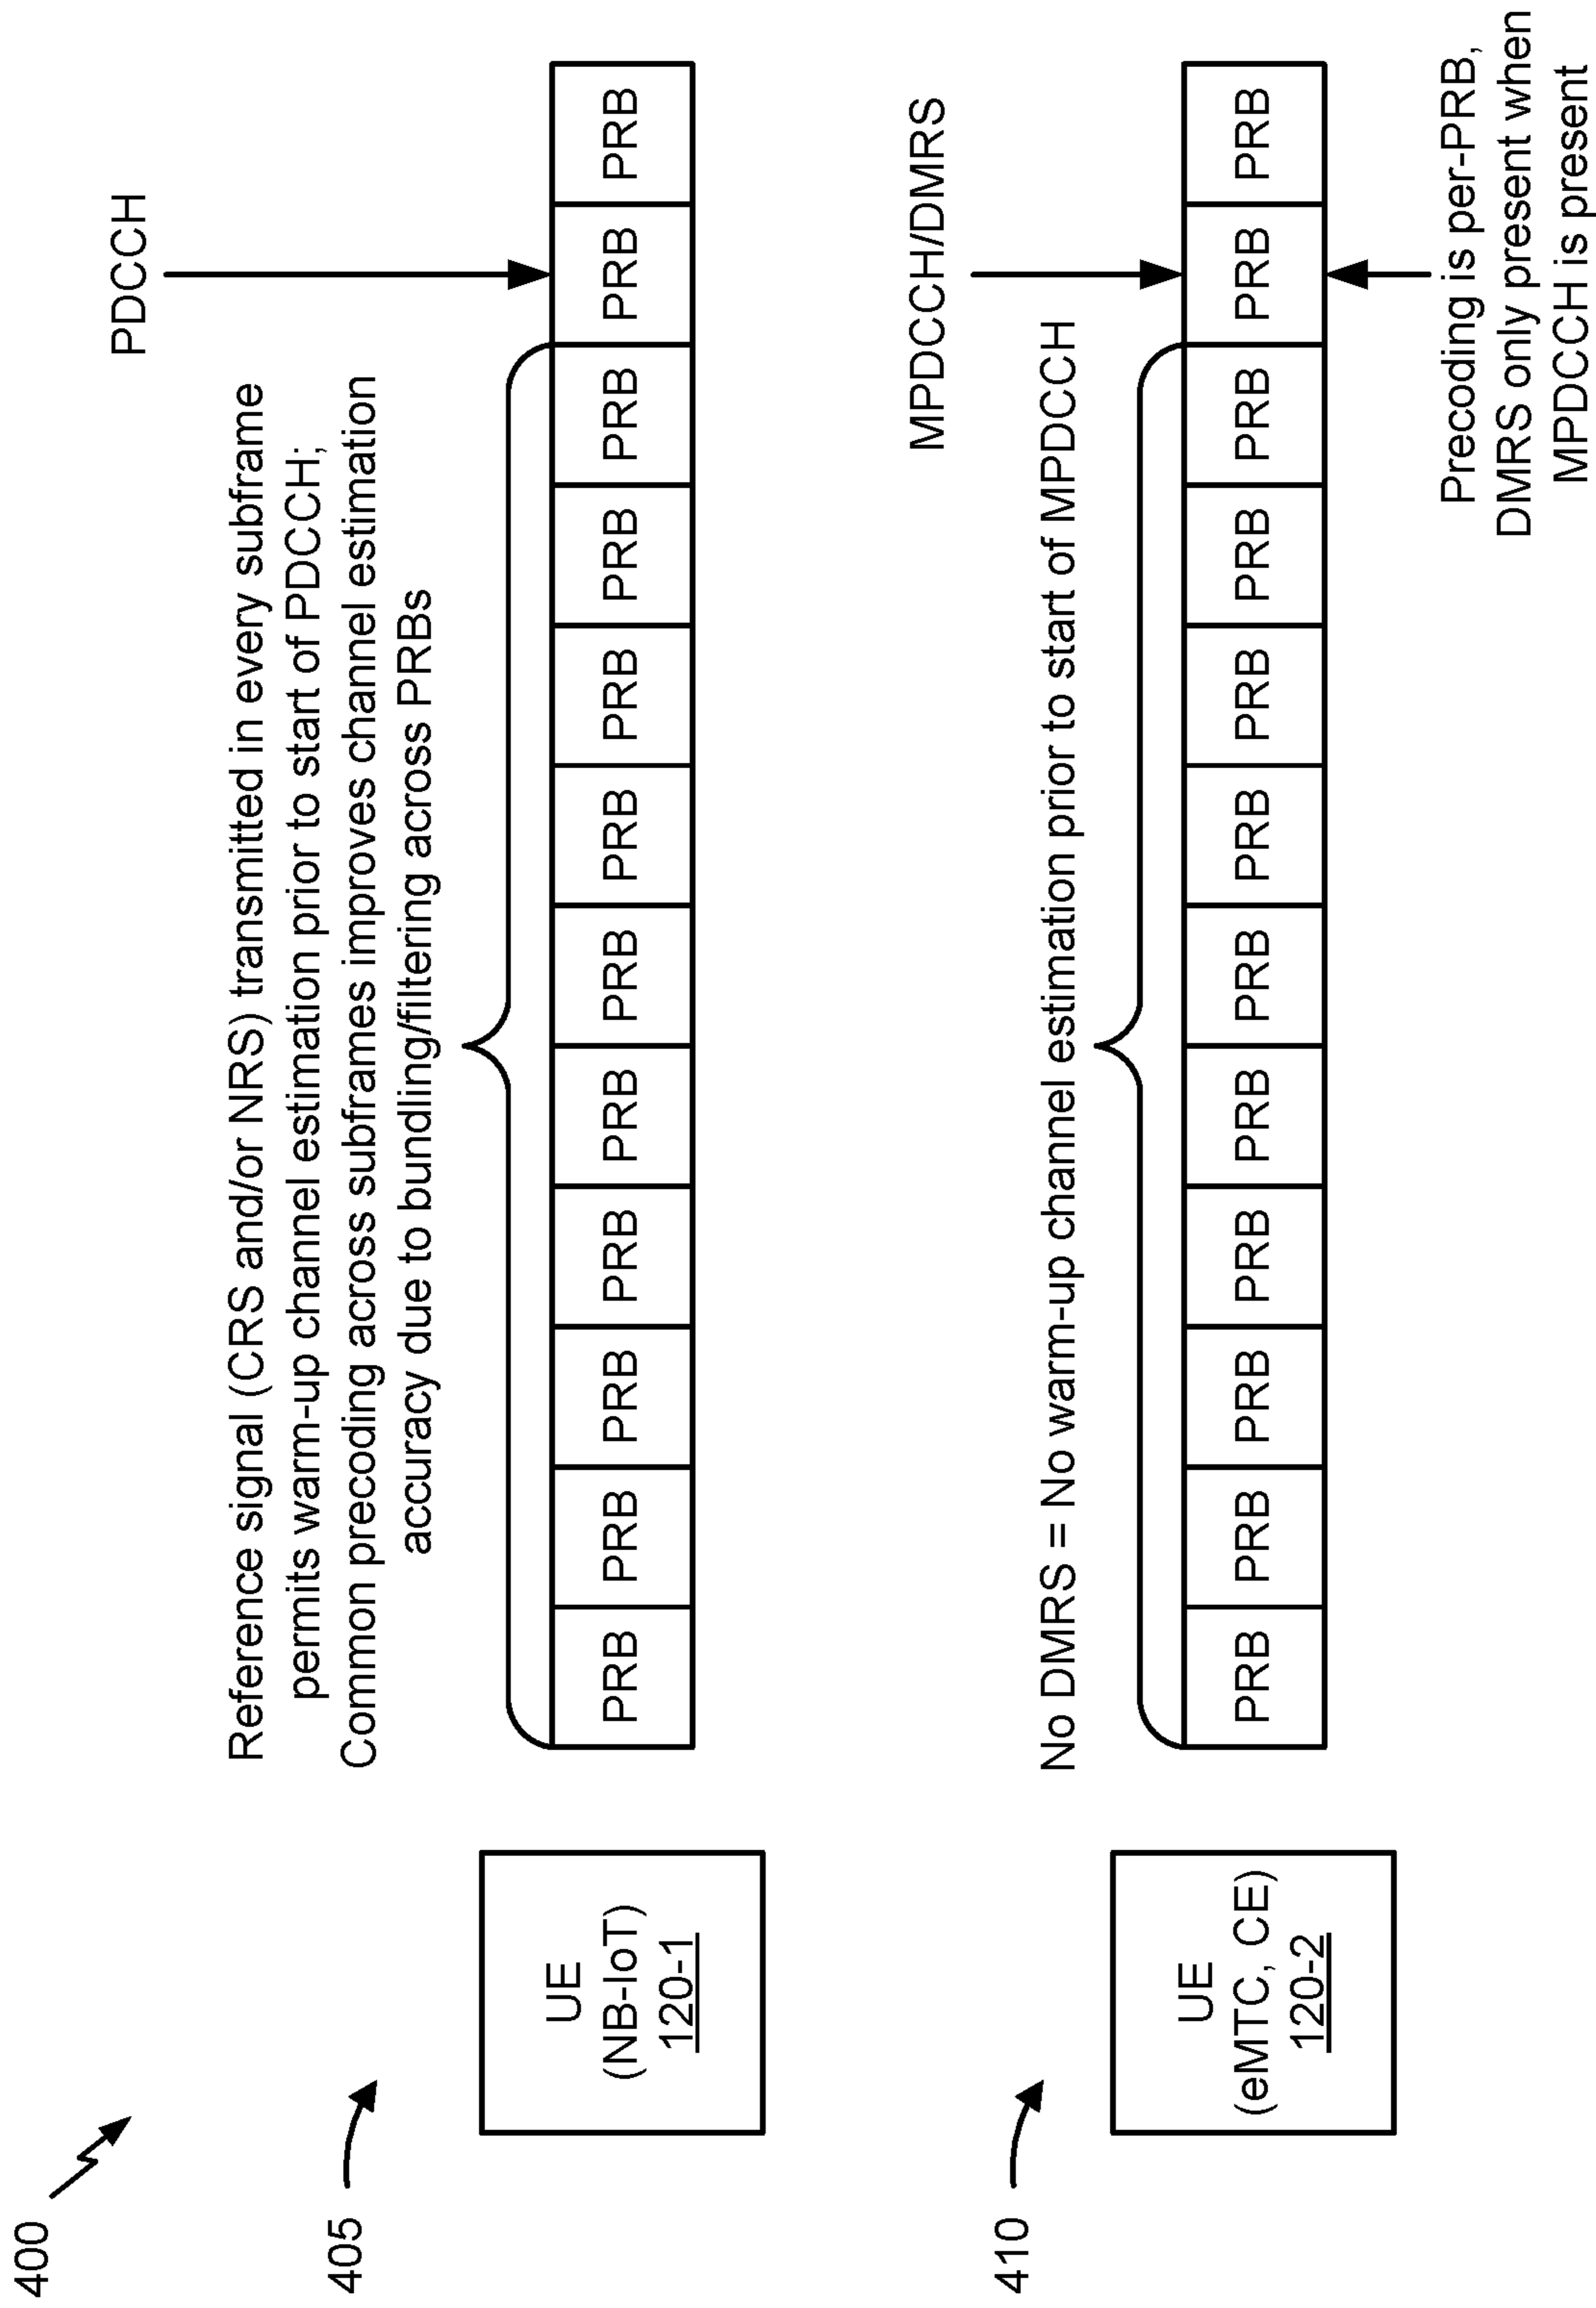 400
PDCCH
Reference signal (CRS and/or NRS) transmitted in every subframe
permits warm-up channel estimation prior to start of PDCCH;
Common precoding across subframes improves channel estimation
accuracy due to bundling/filtering across PRBs
405
UE
(NB-IoT)
120-1
PRB PRB PRB PRB PRB PRB PRB PRB PRB PRB PRB PRB
MPDCCH/DMRS
410
No DMRS = No warm-up channel estimation prior to start of MPDCCH
UE
(eMTC, CE)
120-2
PRB PRB PRB PRB PRB PRB PRB PRB PRB PRB PRB PRB
Precoding is per-PRB,
DMRS only present when
MPDCCH is present